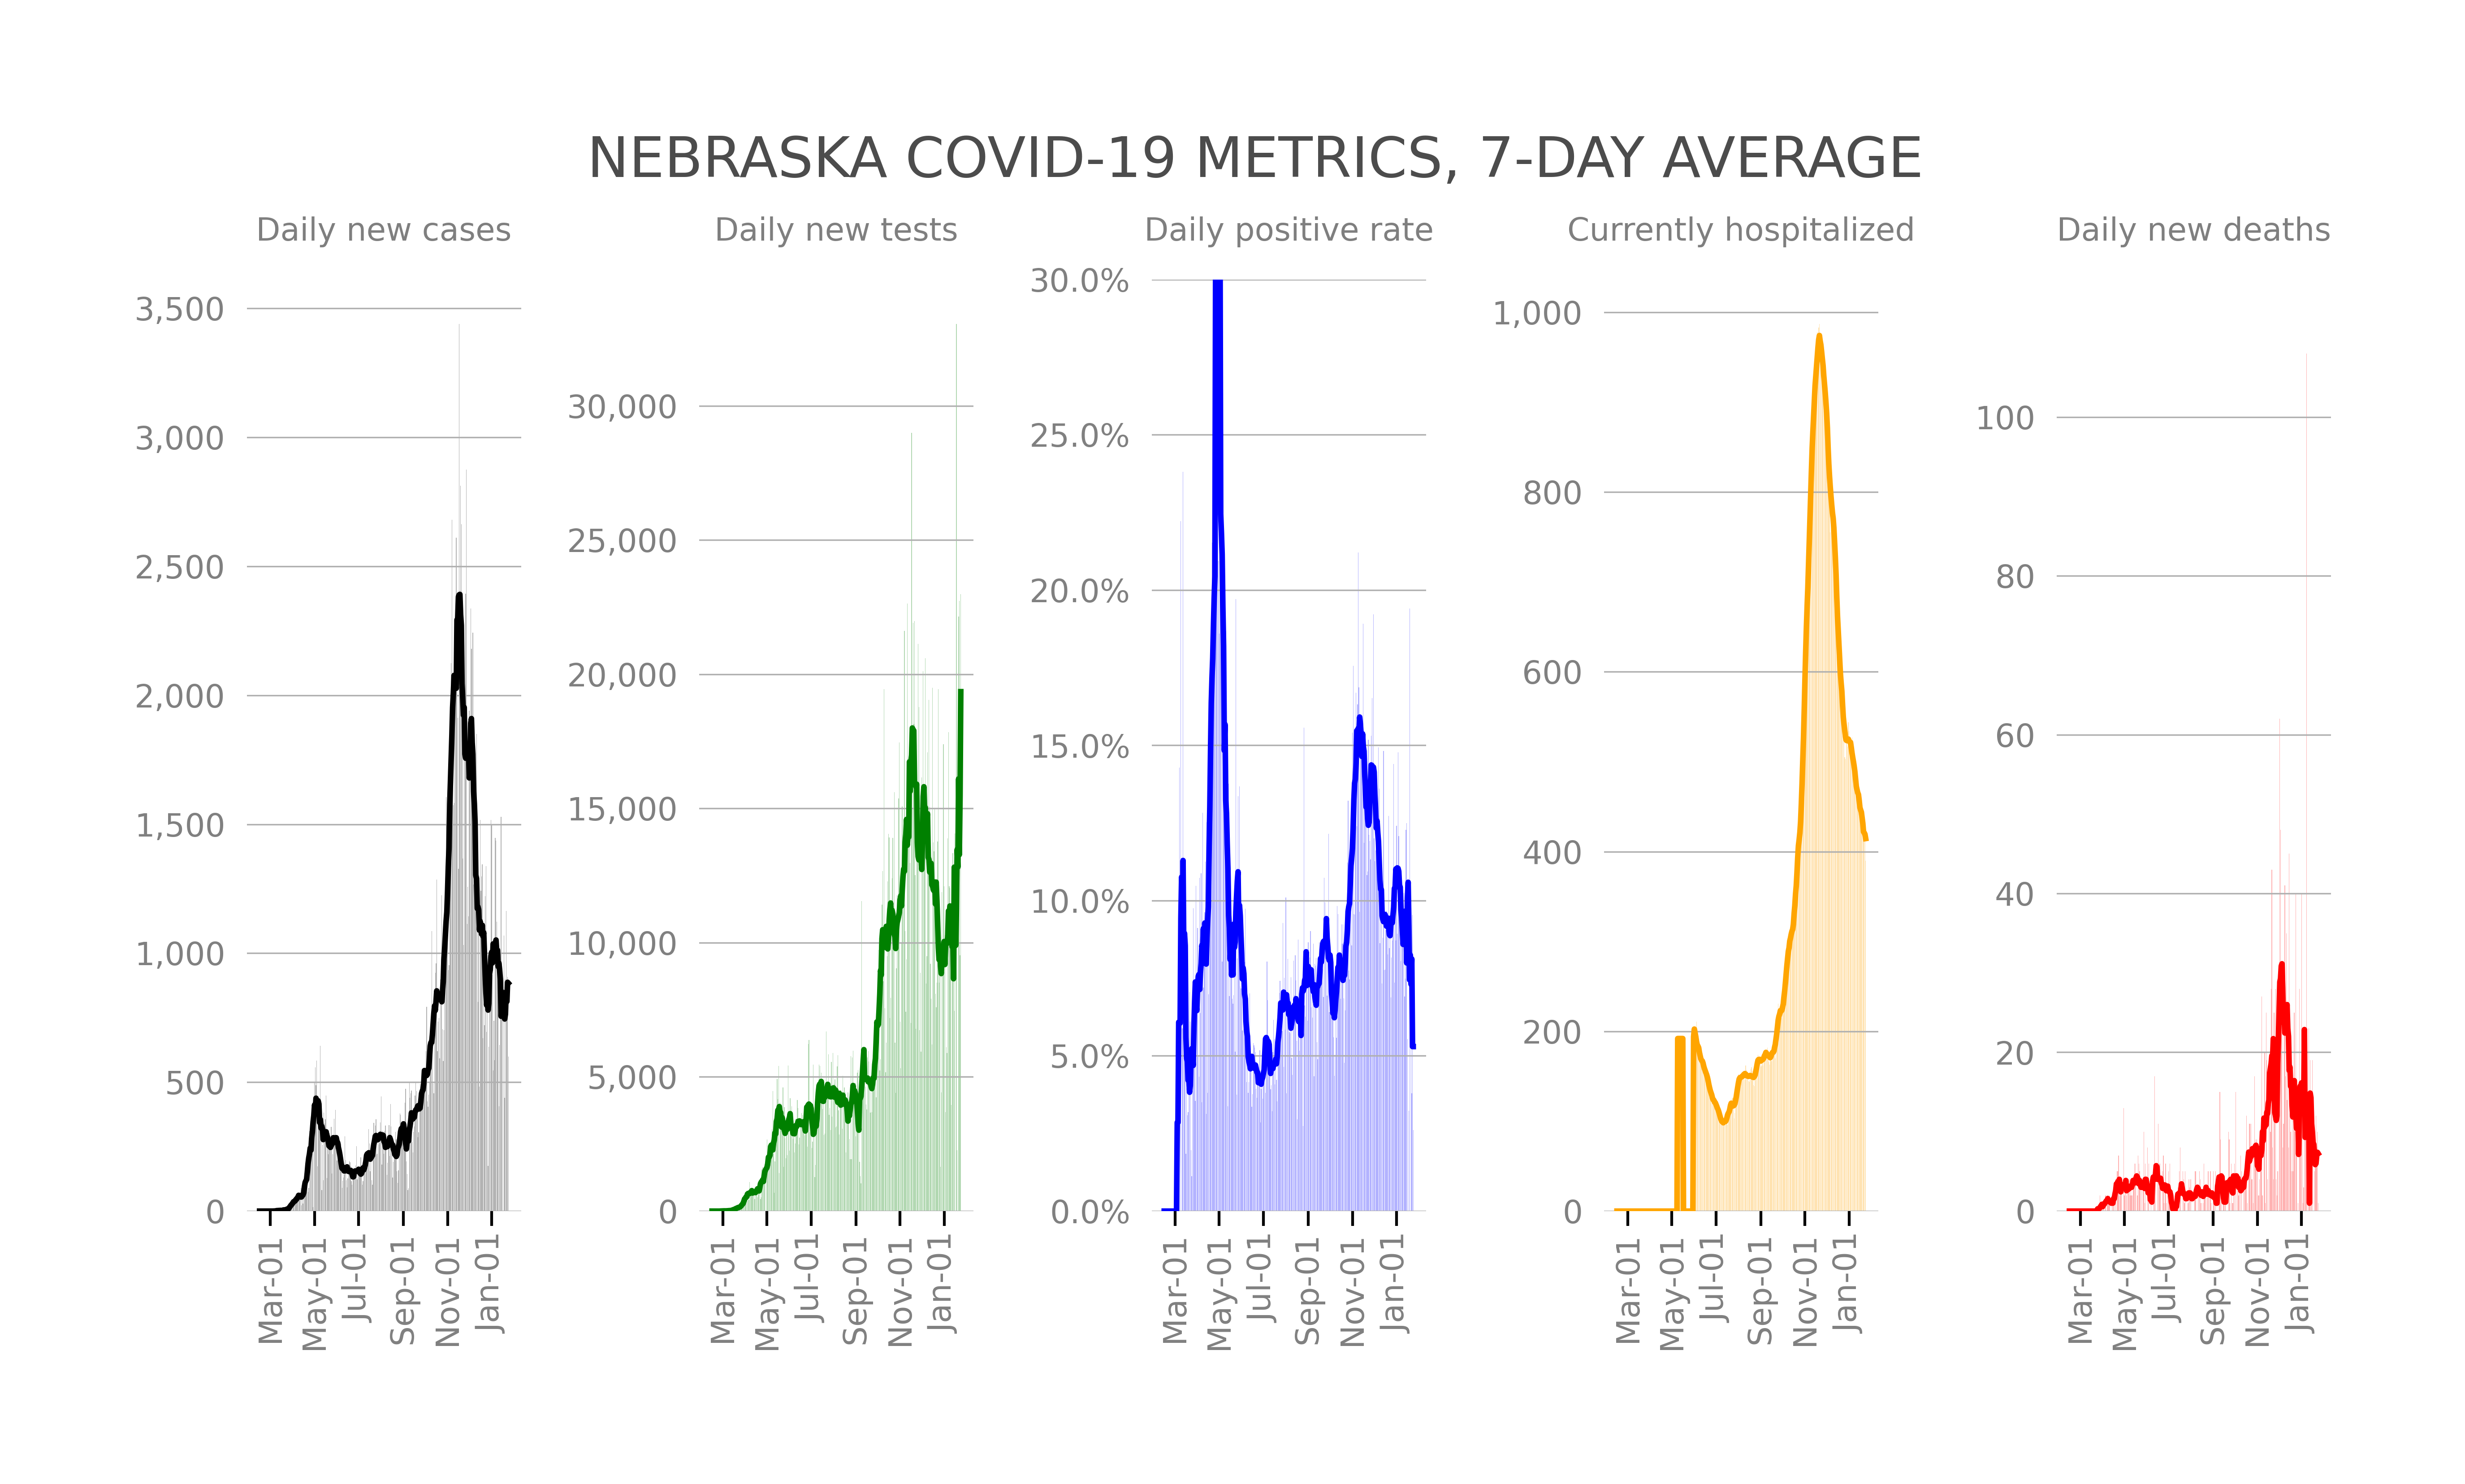 NEBRASKA COVID-19 METRICS, 7-DAY AVERAGE
Daily new cases
3,500
3,000
2,500
2,000
1,500
1,000
500
0
Mar-01
May-01
Jul-01
Sep-01
Nov-01
Jan-01
Daily new tests
30,000
25,000
20,000
15,000
10,000
5,000
0
Mar-01
May-01
Jul-01
Sep-01
Nov-01
Jan-01
Daily positive rate
30.0%
25.0%
20.0%
15.0%
10.0%
5.0%
0.0%
Mar-01
May-01
Jul-01
Sep-01
Nov-01
Jan-01
Currently hospitalized
1,000
800
600
400
200
0
Mar-01
May-01
Jul-01
Sep-01
Nov-01
Jan-01
Daily new deaths
100
80
60
40
20
0
Mar-01
May-01
Jul-01
Sep-01
Nov-01
Jan-01